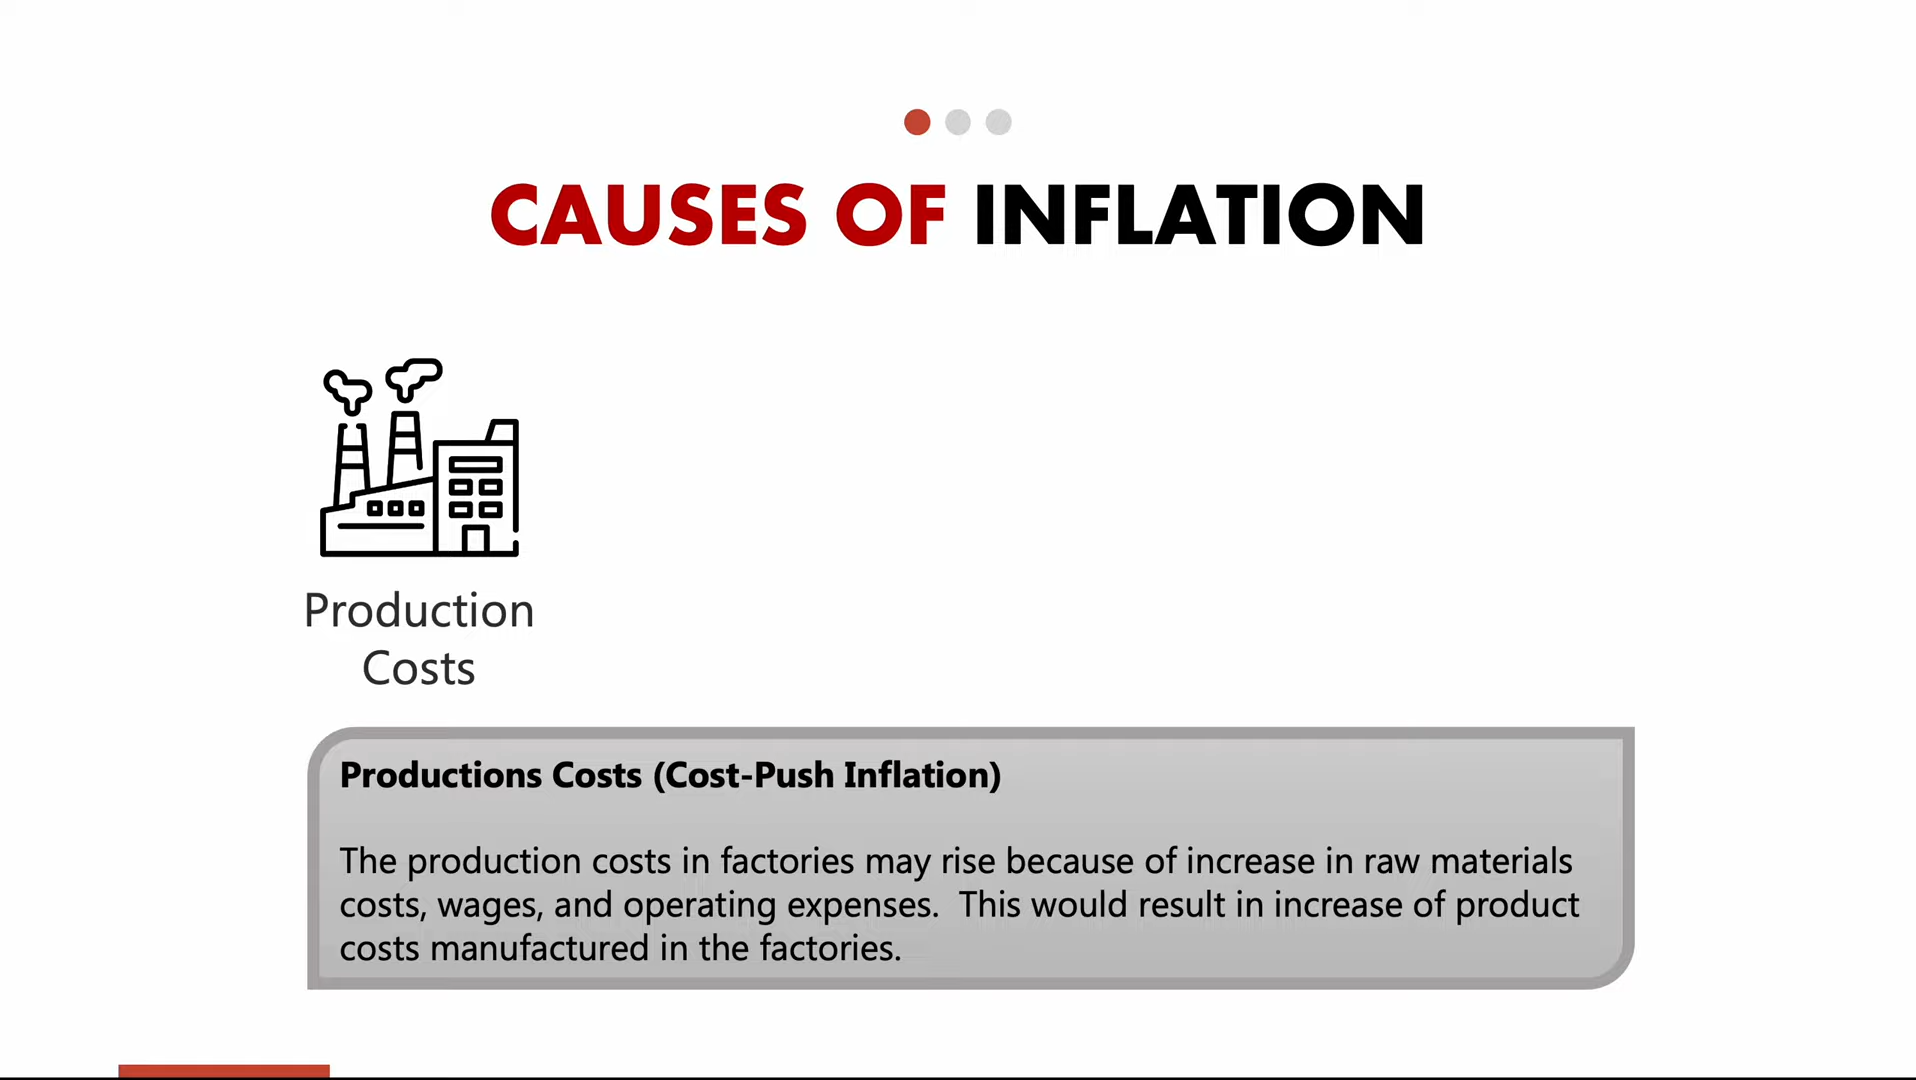 CAUSES OF INFLATION
Production
Costs
Productions Costs (Cost-Push Inflation)
The production costs in factories may rise because of increase in raw materials
costs, wages, and operating expenses.  This would result in increase of product
costs manufactured in the factories.